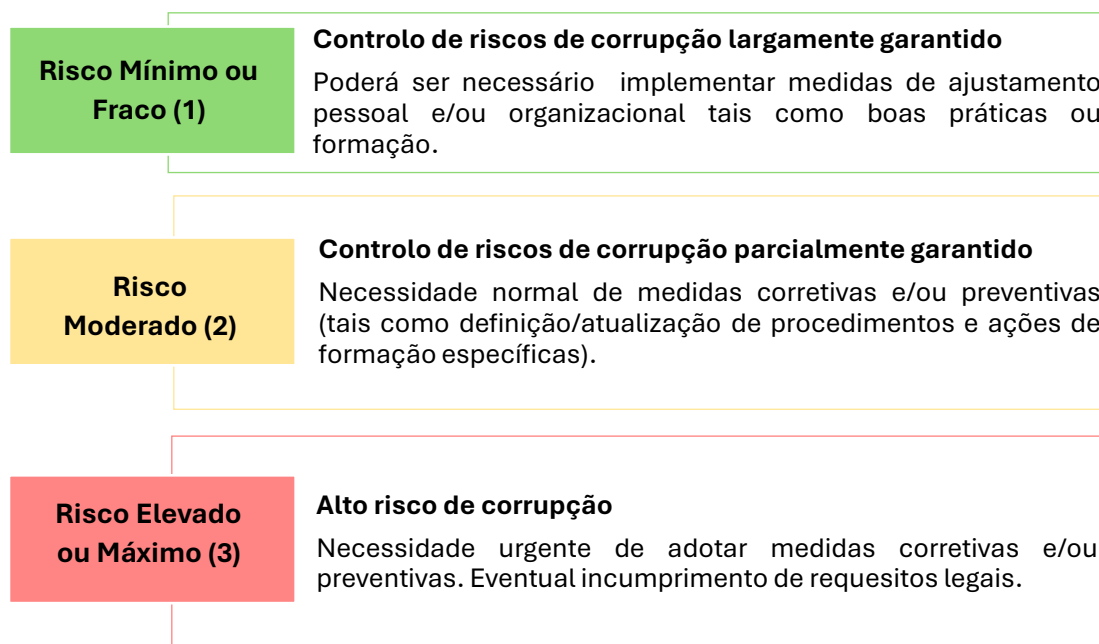 Risco Mínimo ou
Fraco (1)
Controlo de riscos de corrupção largamente garantido
Poderá ser necessário implementar medidas de ajustamento
pessoal e/ou organizacional tais como boas práticas ou
formação.
Risco
Moderado (2)
Controlo de riscos de corrupção parcialmente garantido
Necessidade normal de medidas corretivas e/ou preventivas
(tais como definição/atualização de procedimentos e ações de
formação específicas).
Risco Elevado
ou Máximo (3)
Alto risco de corrupção
Necessidade urgente de adotar medidas corretivas e/ou
preventivas. Eventual incumprimento de requesitos legais.